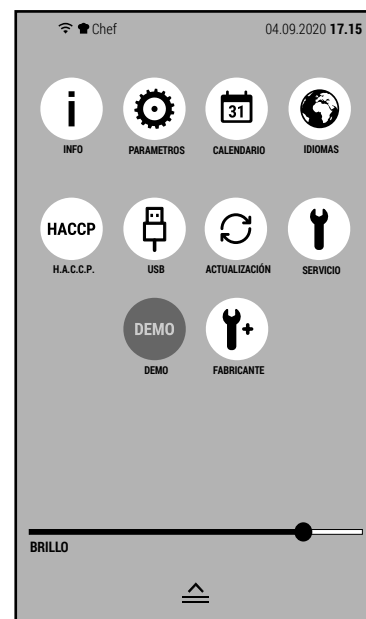 Chef 04.09.2020 17.15
i 31
INFO PARAMETROS CALENDARIO IDIOMAS
HACCP
H.A.C.C.P. USB ACTUALIZACIÓN SERVICIO
DEMO
DEMO FABRICANTE
BRILLO